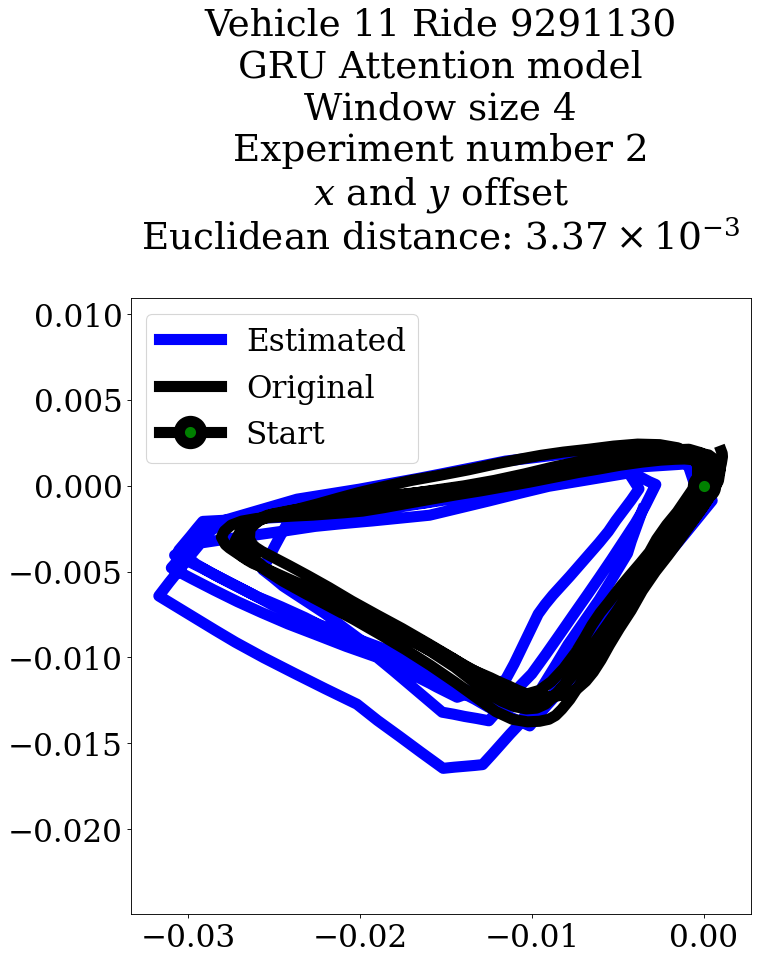 Vehicle 11 Ride 9291130
GRU Attention model
Window size 4
Experiment number 2
x and y offset
Euclidean distance: 3.37 × 10⁻³
0.010
0.005
0.000
−0.005
−0.010
−0.015
−0.020
Estimated
Original
Start
−0.03 −0.02 −0.01 0.00